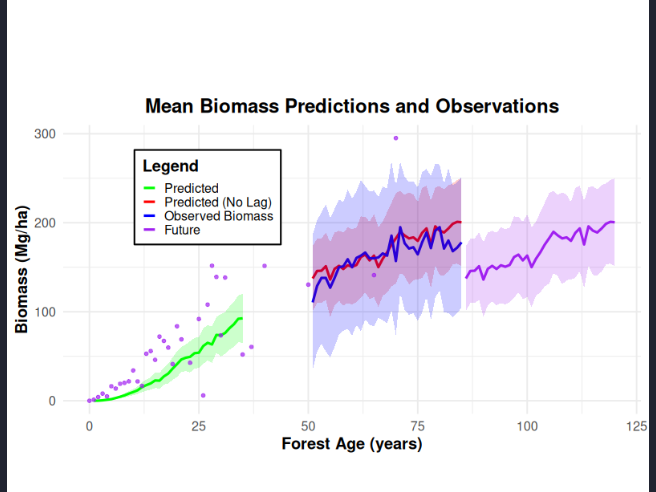 Mean Biomass Predictions and Observations
300
200
100
0
Biomass (Mg/ha)
Legend
Predicted
Predicted (No Lag)
Observed Biomass
Future
0 25 50 75 100 125
Forest Age (years)